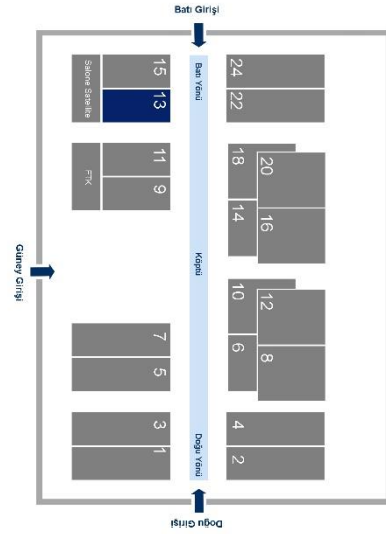 Batı Girişi
Salone Satellite
15
13
Batı Yönü
24
22
FTK
11
9
18
20
14
16
Güney Girişi
Köptü
10
12
6
8
7
5
3
1
Doğu Yönü
4
2
Doğu Girişi